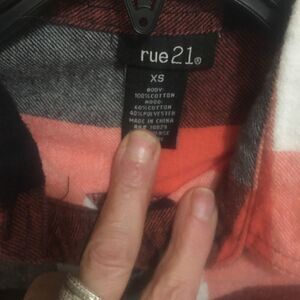 rue21®
XS
BODY:
100%COTTON
HOOD:
60%COTTON
40%POLYESTER
MADE IN CHINA